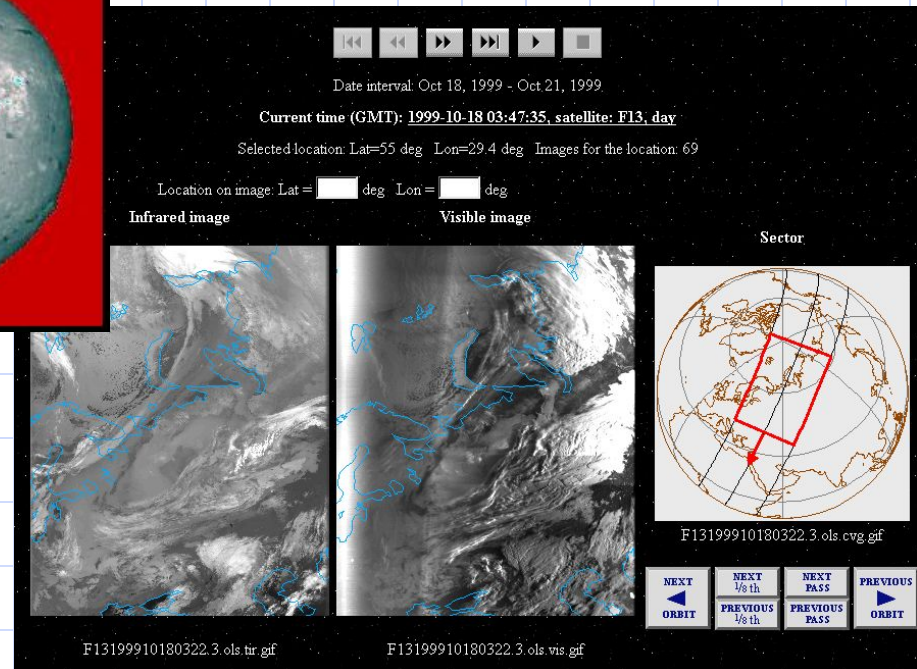 Date interval: Oct 18, 1999 - Oct 21, 1999
Current time (GMT): 1999-10-18 03:47:35, satellite: F13, day
Selected location: Lat=55 deg Lon=29.4 deg Images for the location: 69
Location on image: Lat = deg Lon = deg
Infrared image
Visible image
Sector
F13199910180322.3.ols.tir.gif
F13199910180322.3.ols.vis.gif
F13199910180322.3.ols.cvg.gif
NEXT
ORBIT
NEXT
1/8 th
PREVIOUS
1/8 th
NEXT
PASS
PREVIOUS
PASS
PREVIOUS
ORBIT